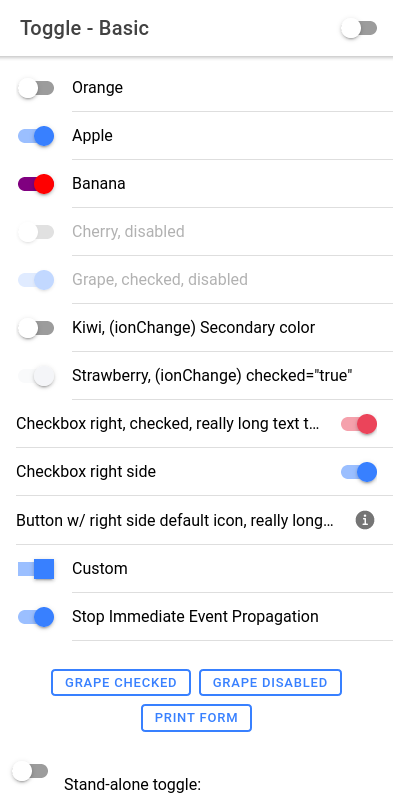 Toggle - Basic
Orange
Apple
Banana
Cherry, disabled
Grape, checked, disabled
Kiwi, (ionChange) Secondary color
Strawberry, (ionChange) checked="true"
Checkbox right, checked, really long text t...
Checkbox right side
Button w/ right side default icon, really long...
Custom
Stop Immediate Event Propagation
GRAPE CHECKED GRAPE DISABLED
PRINT FORM
Stand-alone toggle: